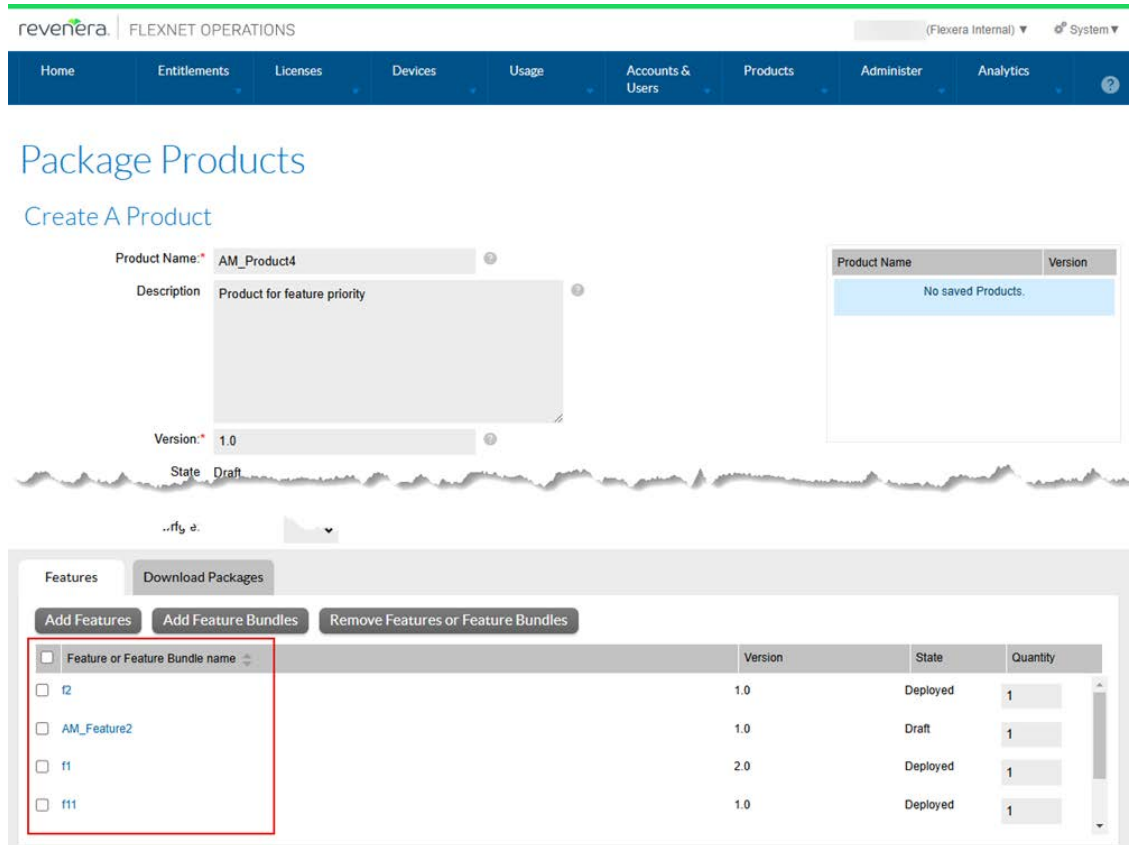 revenera. FLEXNET OPERATIONS (Flexera Internal) ▼ System ▼
Home Entitlements Licenses Devices Usage Accounts & Users Products Administer Analytics ?
Package Products
Create A Product
Product Name:* AM_Product4 ?
Description Product for feature priority ?
Version:* 1.0 ?
State Draft
Product Name Version
No saved Products.
Features Download Packages
Add Features Add Feature Bundles Remove Features or Feature Bundles
Feature or Feature Bundle name Version State Quantity
f2 1.0 Deployed 1
AM_Feature2 1.0 Draft 1
f1 2.0 Deployed 1
f11 1.0 Deployed 1